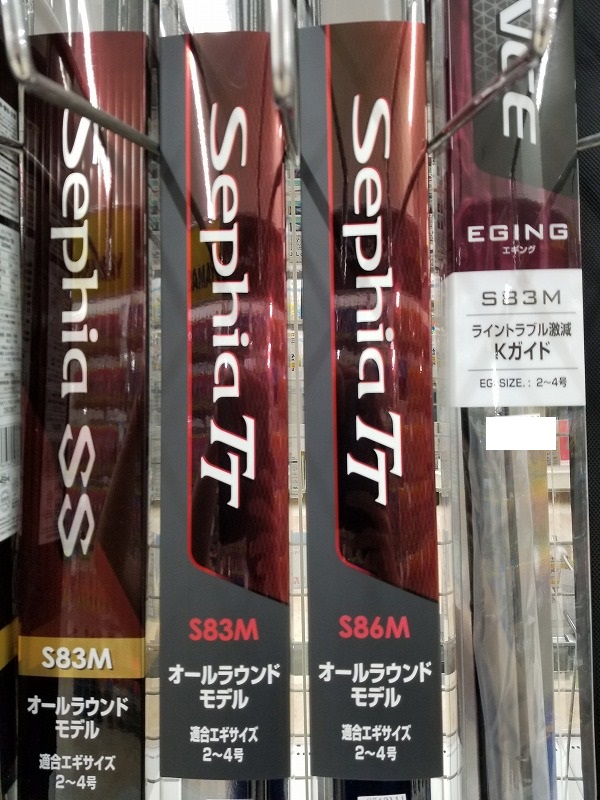 Sephia SS
S83M
オールラウンド
モデル
適合エギサイズ
2～4号
Sephia TT
S83M
オールラウンド
モデル
適合エギサイズ
2～4号
Sephia TT
S86M
オールラウンド
モデル
適合エギサイズ
2～4号
EGING
エギング
S83M
ライントラブル激減
Kガイド
EG. SIZE. : 2～4号